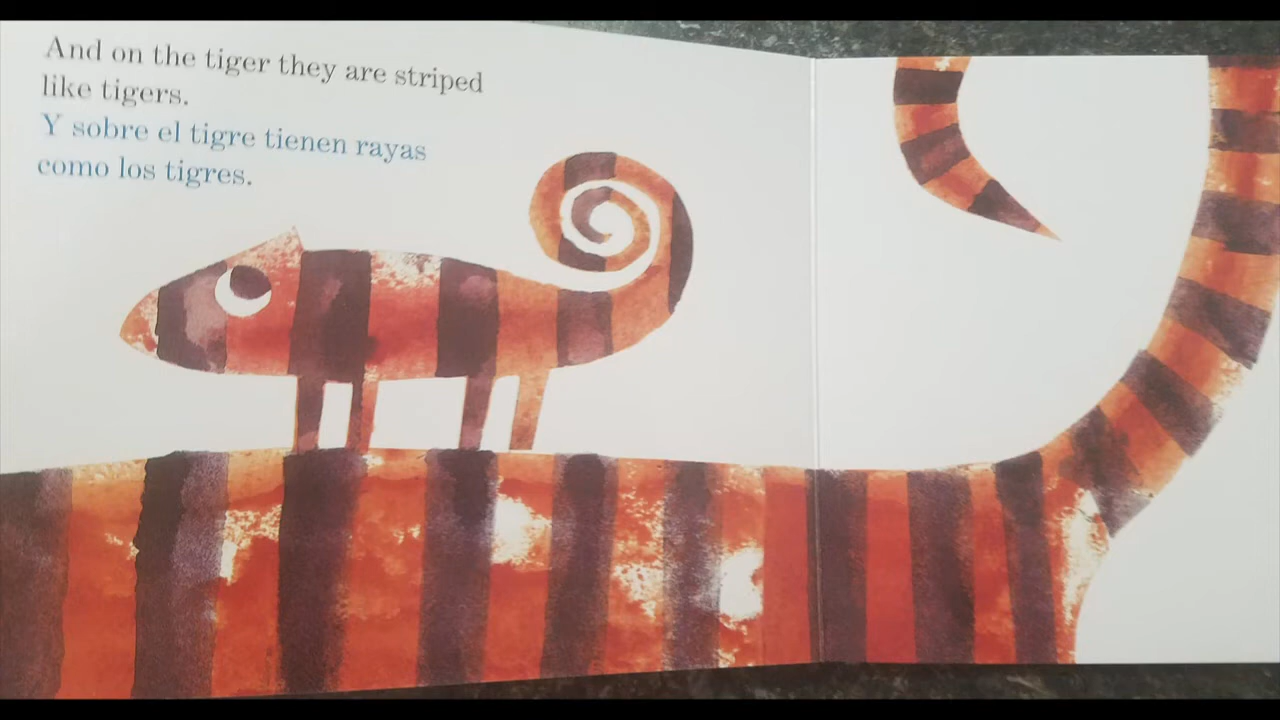 And on the tiger they are striped
like tigers.
Y sobre el tigre tienen rayas
como los tigres.